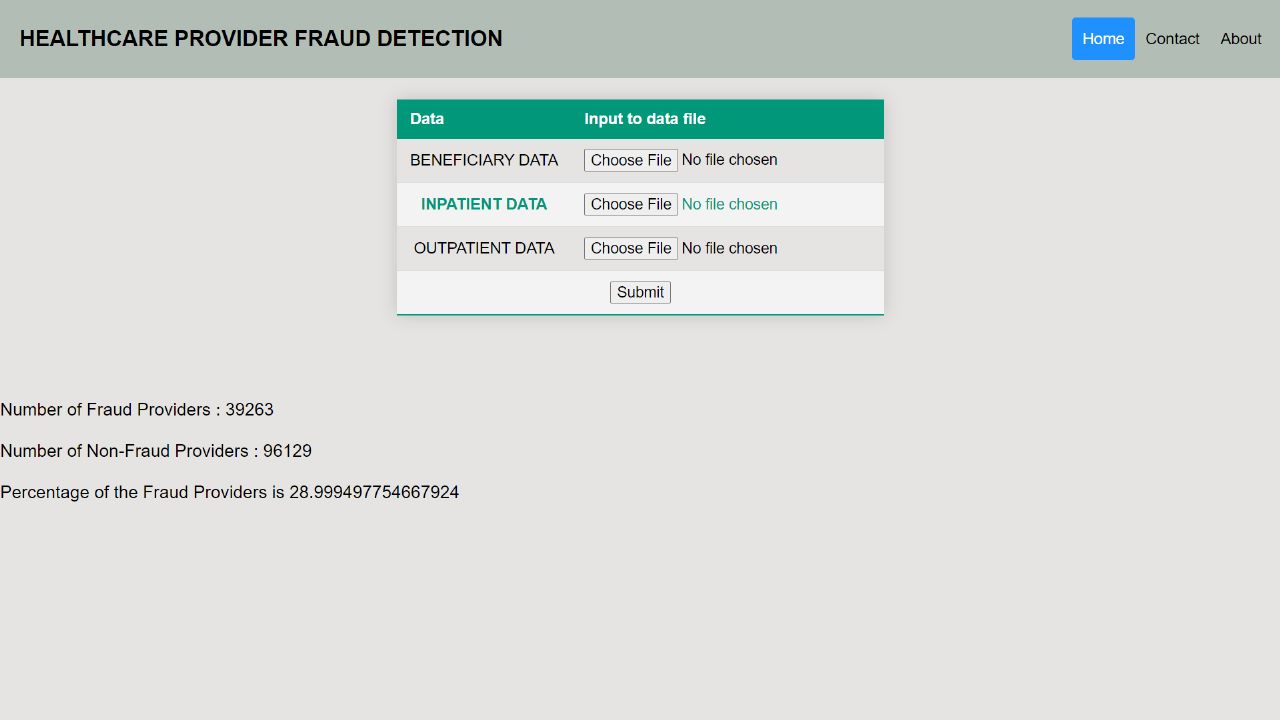 HEALTHCARE PROVIDER FRAUD DETECTION
Home Contact About
Data Input to data file
BENEFICIARY DATA Choose File No file chosen
INPATIENT DATA Choose File No file chosen
OUTPATIENT DATA Choose File No file chosen
Submit
Number of Fraud Providers : 39263
Number of Non-Fraud Providers : 96129
Percentage of the Fraud Providers is 28.999497754667924